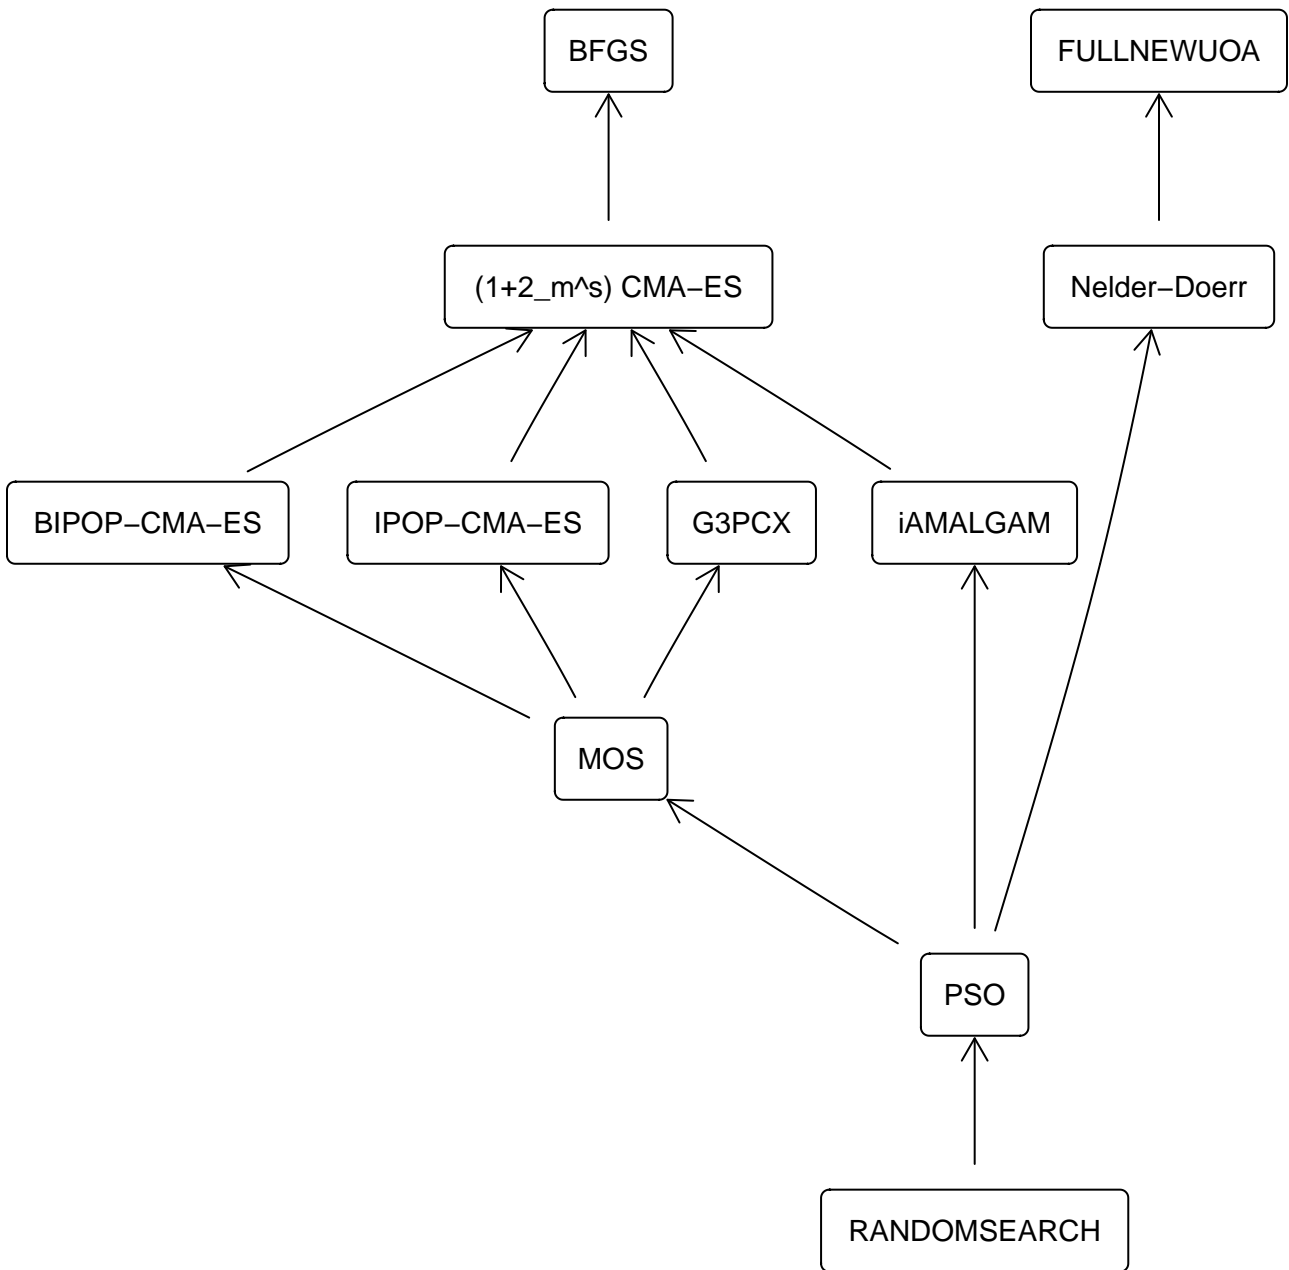 BFGS
FULLNEWUOA
(1+2_m^s) CMA−ES
Nelder−Doerr
BIPOP−CMA−ES
IPOP−CMA−ES
G3PCX
iAMALGAM
MOS
PSO
RANDOMSEARCH